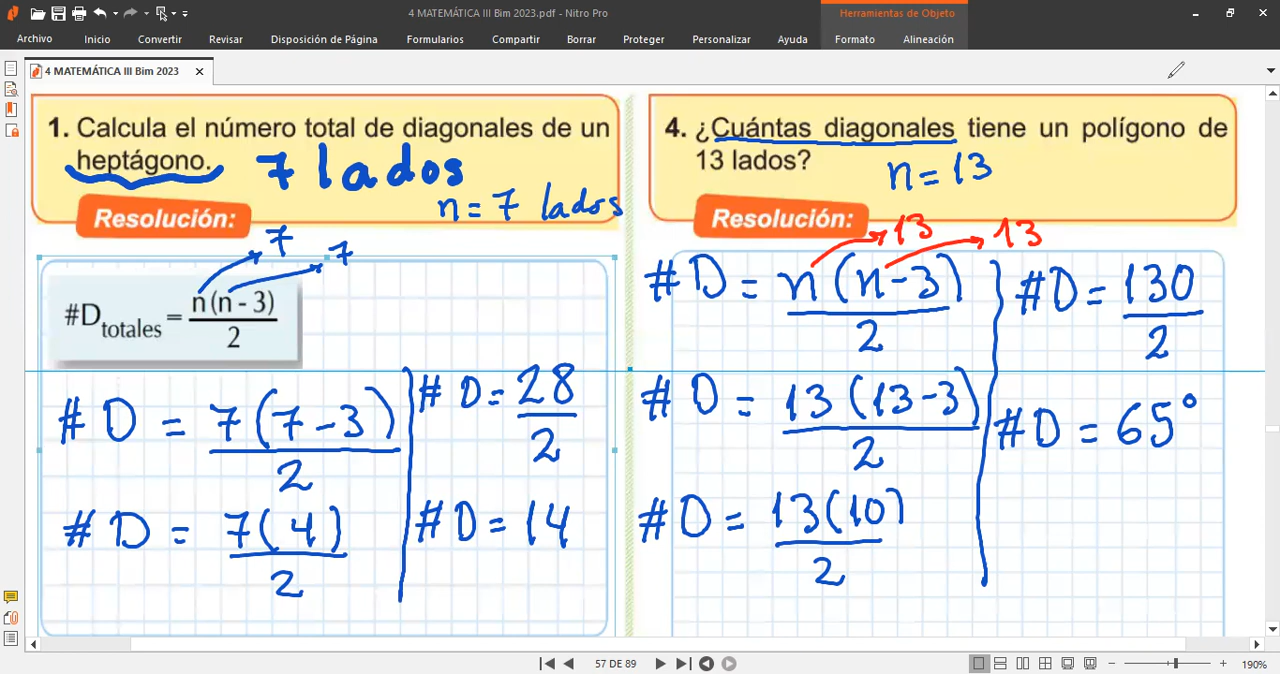 4 MATEMÁTICA III Bim 2023.pdf - Nitro Pro
Herramientas de Objeto
Archivo Inicio Convertir Revisar Disposición de Página Formularios Compartir Borrar Proteger Personalizar Ayuda Formato Alineación
4 MATEMÁTICA III Bim 2023
1. Calcula el número total de diagonales de un
heptágono. 7 lados
n = 7 lados
Resolución:
7 7
#D totales = n(n - 3) / 2
# D = 7(7-3) / 2
# D = 7(4) / 2
# D = 28 / 2
# D = 14
4. ¿Cuántas diagonales tiene un polígono de
13 lados?
n = 13
Resolución:
13 13
# D = n(n-3) / 2
# D = 13(13-3) / 2
# D = 13(10) / 2
# D = 130 / 2
# D = 65°
57 DE 89
190%